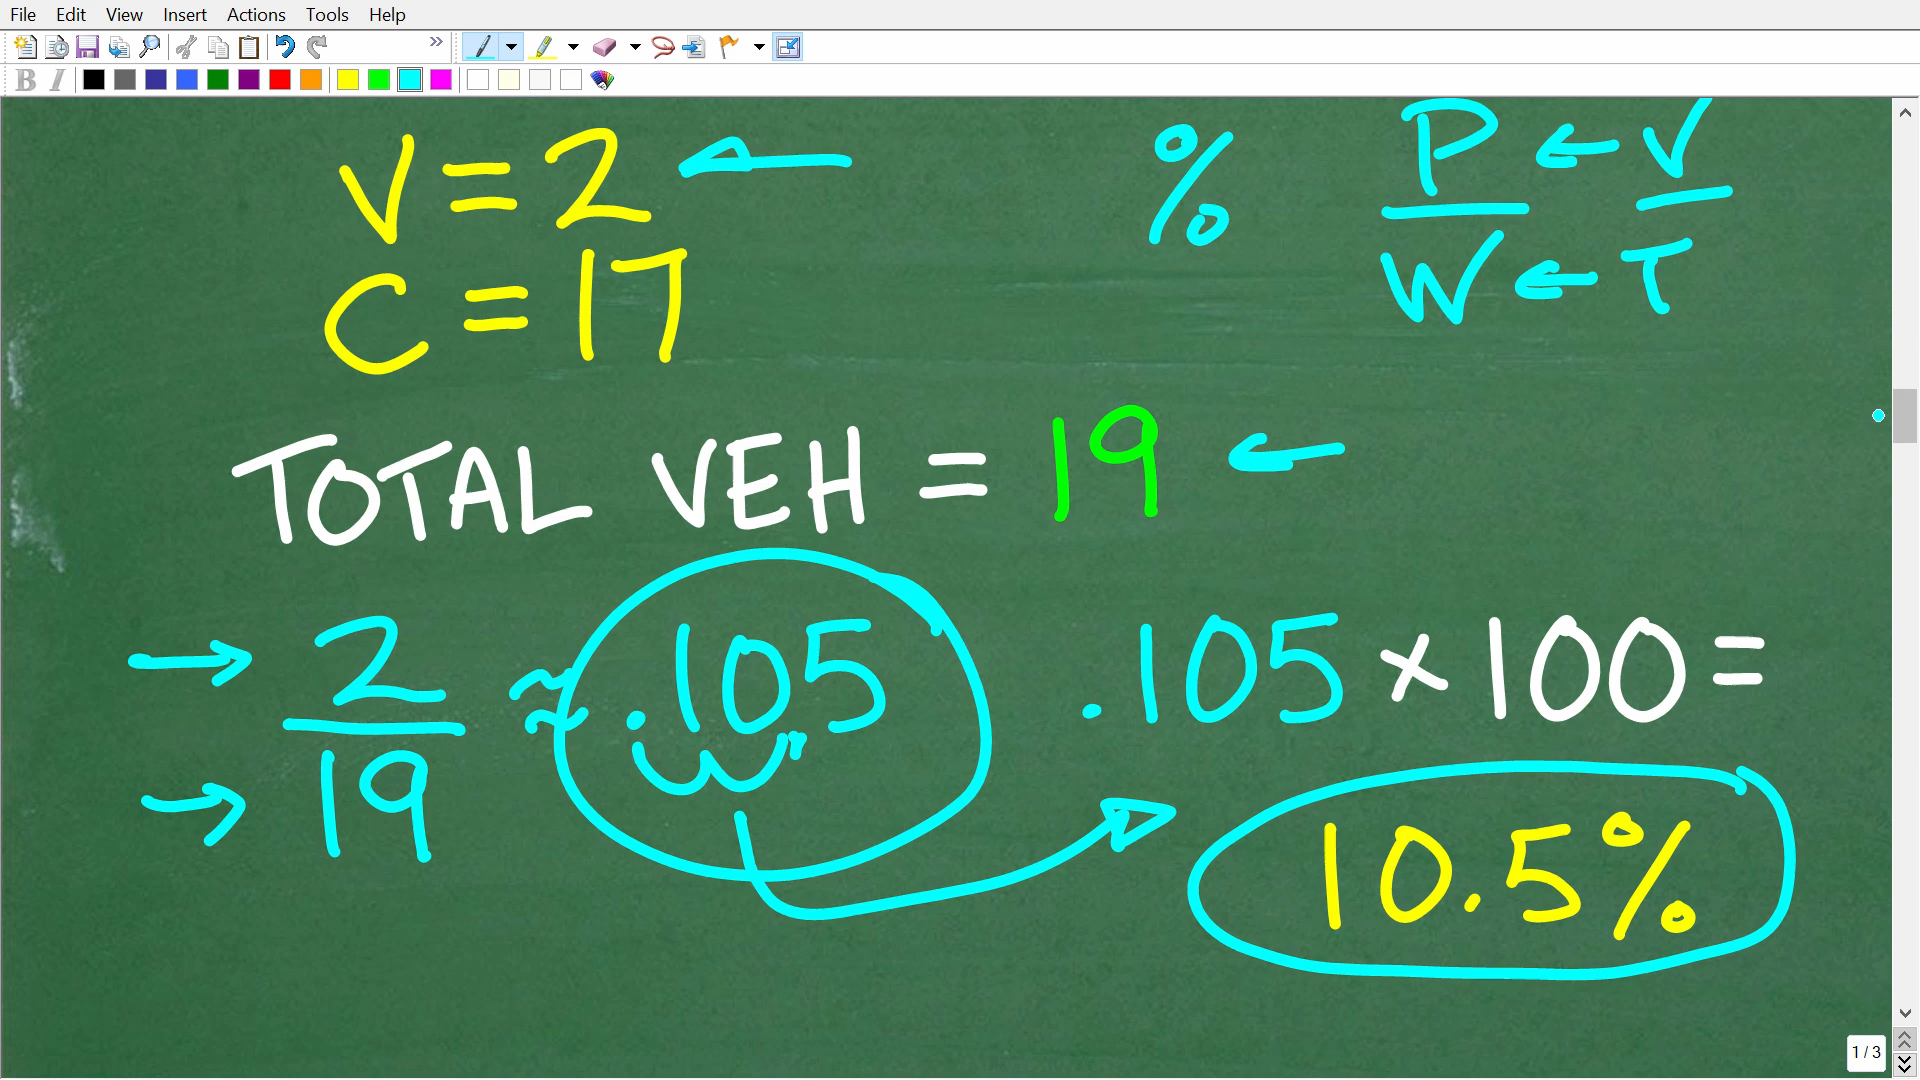 File Edit View Insert Actions Tools Help
B I
V = 2 ← % P ← V
C = 17 W ← T
TOTAL VEH = 19 ←
→ 2 ≈ .105 .105 × 100 =
→ 19 10.5%
1 / 3